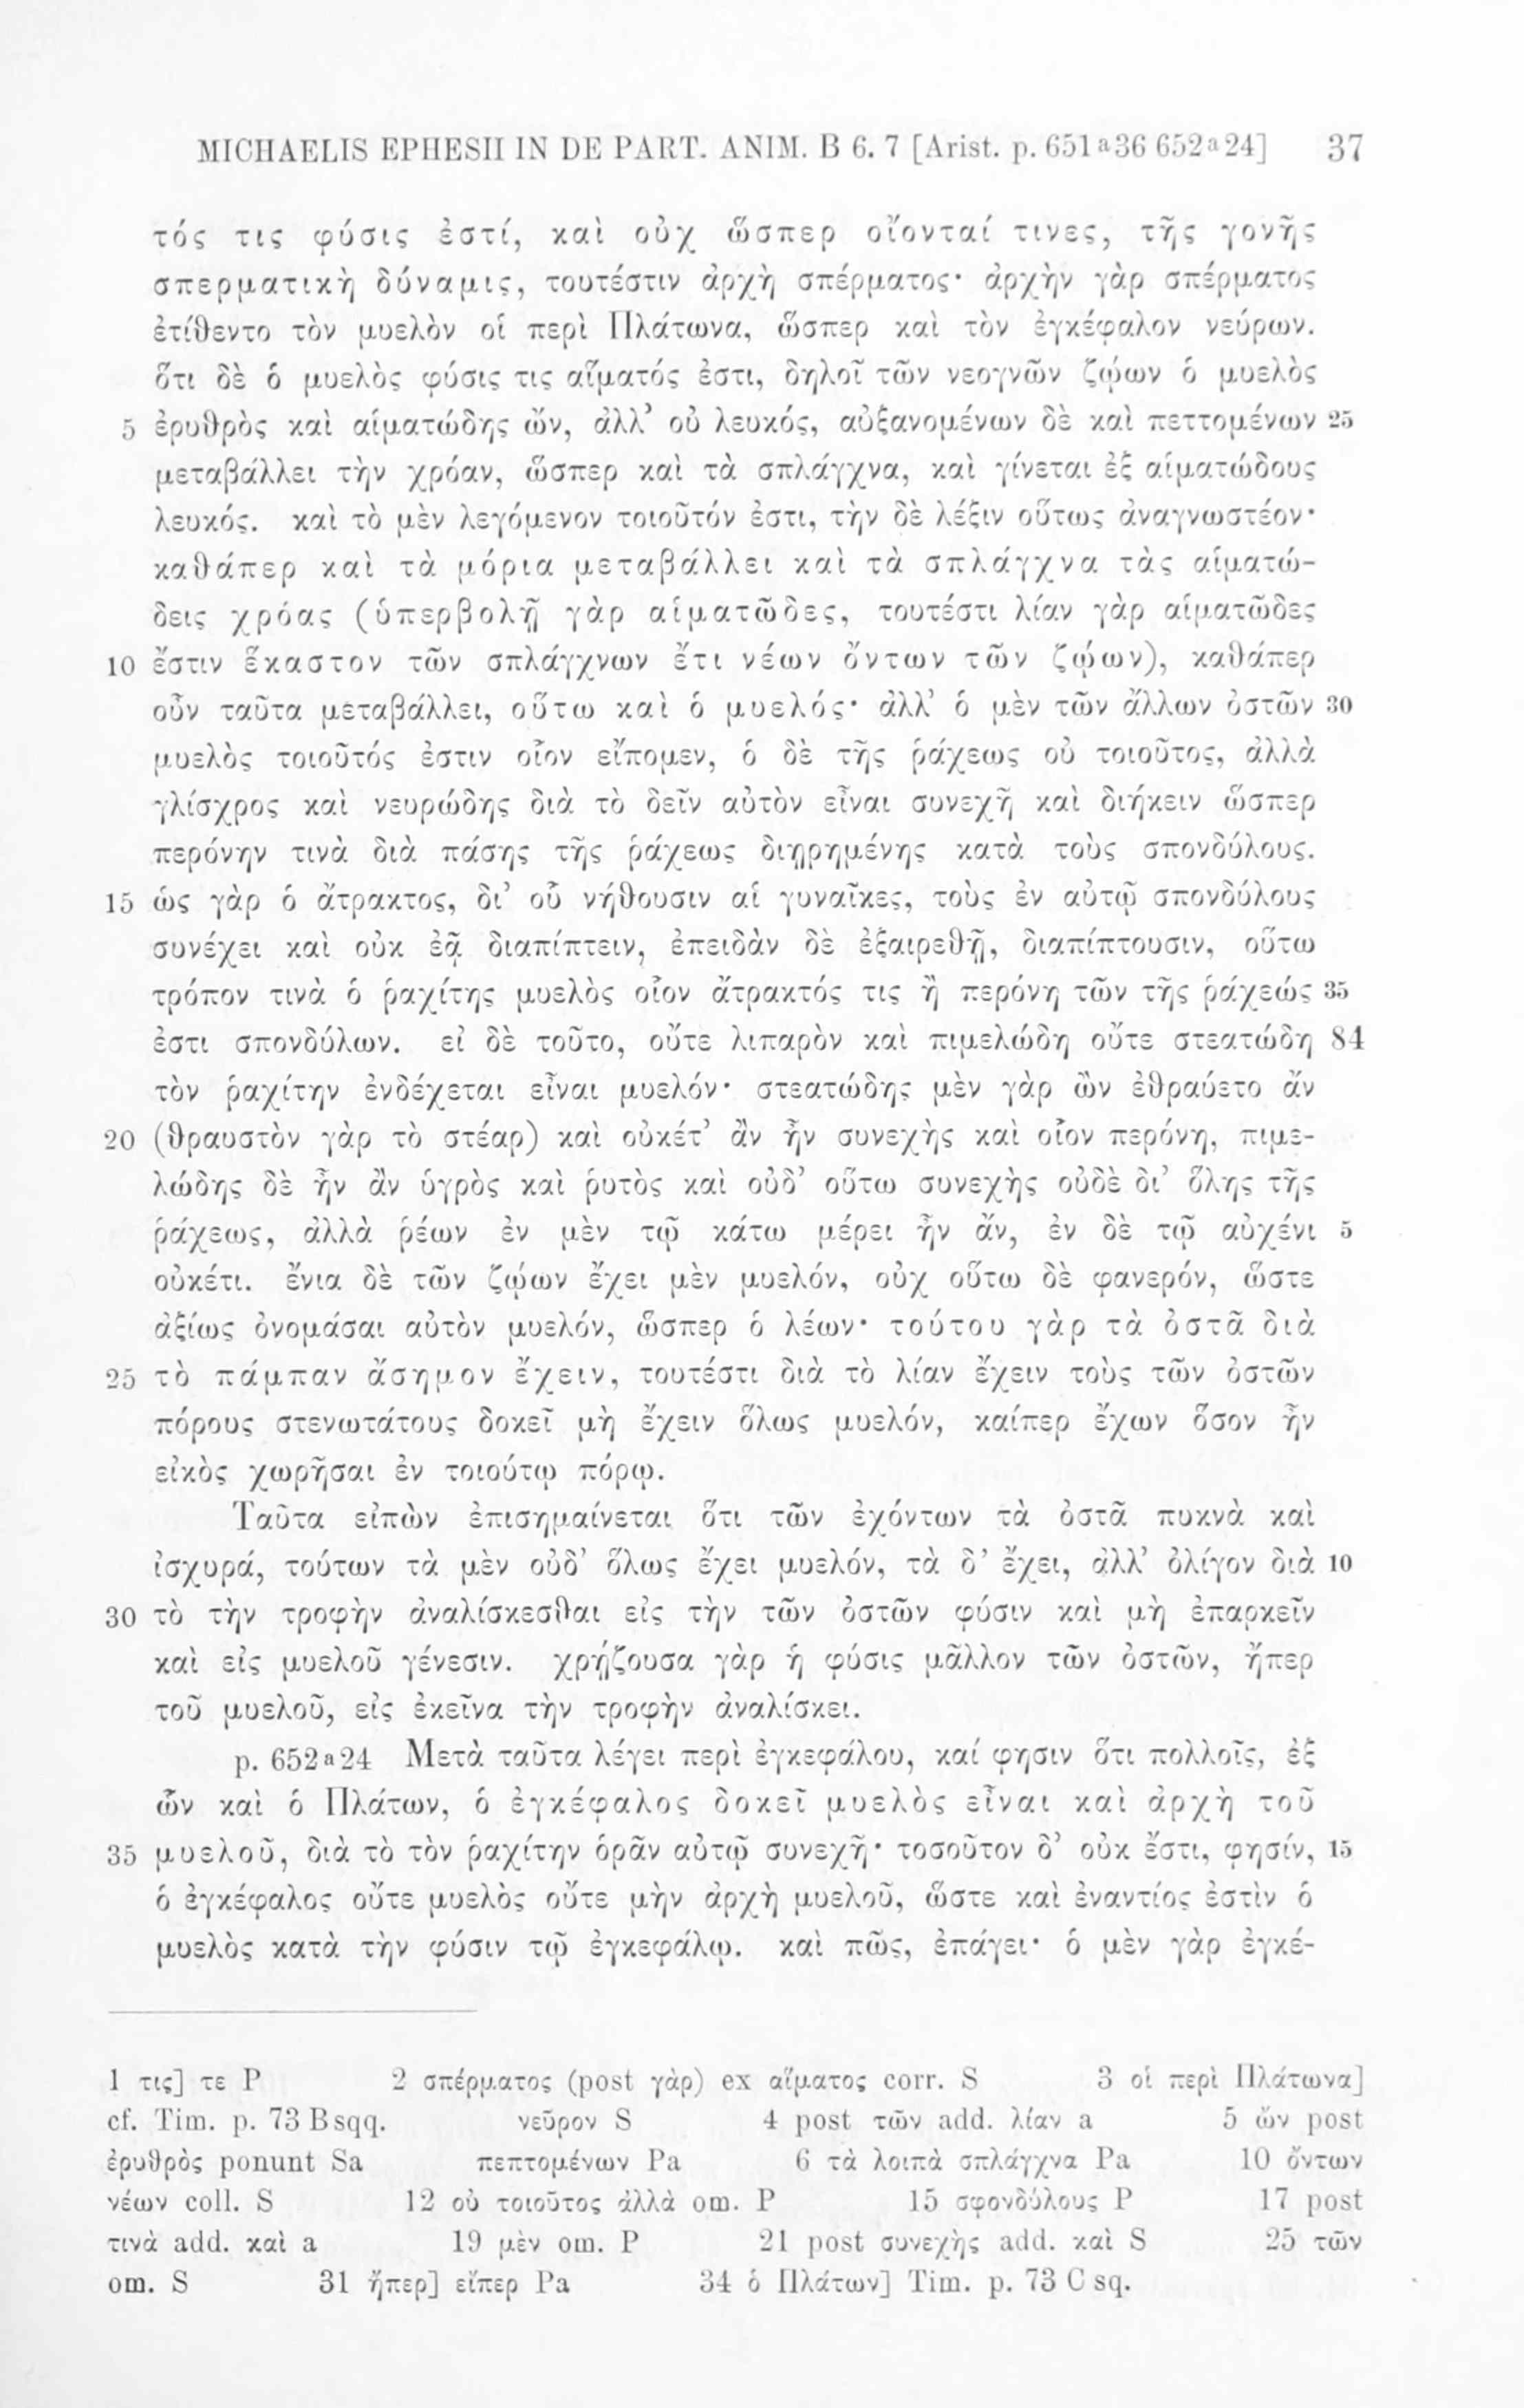 MICHAELIS EPHESII IN DE PART. ANIM. B 6. 7 [Arist. p. 651ᵃ36 652ᵃ24] 37
τός τις φύσις ἐστί, καὶ οὐχ ὥσπερ οἴονταί τινες, τῆς γονῆς
σπερματικὴ δύναμις, τουτέστιν ἀρχὴ σπέρματος· ἀρχὴν γὰρ σπέρματος
ἐτίθεντο τὸν μυελὸν οἱ περὶ Πλάτωνα, ὥσπερ καὶ τὸν ἐγκέφαλον νεύρων.
ὅτι δὲ ὁ μυελὸς φύσις τις αἵματός ἐστι, δηλοῖ τῶν νεογνῶν ζῴων ὁ μυελὸς
5 ἐρυθρὸς καὶ αἱματώδης ὤν, ἀλλ’ οὐ λευκός, αὐξανομένων δὲ καὶ πεττομένων 25
μεταβάλλει τὴν χρόαν, ὥσπερ καὶ τὰ σπλάγχνα, καὶ γίνεται ἐξ αἱματώδους
λευκός. καὶ τὸ μὲν λεγόμενον τοιοῦτόν ἐστι, τὴν δὲ λέξιν οὕτως ἀναγνωστέον·
καθάπερ καὶ τὰ μόρια μεταβάλλει καὶ τὰ σπλάγχνα τὰς αἱματώ-
δεις χρόας (ὑπερβολῇ γὰρ αἱματῶδες, τουτέστι λίαν γὰρ αἱματῶδες
10 ἔστιν ἕκαστον τῶν σπλάγχνων ἔτι νέων ὄντων τῶν ζῴων), καθάπερ
οὖν ταῦτα μεταβάλλει, οὕτω καὶ ὁ μυελός· ἀλλ’ ὁ μὲν τῶν ἄλλων ὀστῶν 30
μυελὸς τοιοῦτός ἐστιν οἷον εἴπομεν, ὁ δὲ τῆς ῥάχεως οὐ τοιοῦτος, ἀλλὰ
γλίσχρος καὶ νευρώδης διὰ τὸ δεῖν αὐτὸν εἶναι συνεχῆ καὶ διήκειν ὥσπερ
περόνην τινὰ διὰ πάσης τῆς ῥάχεως διῃρημένης κατὰ τοὺς σπονδύλους.
15 ὡς γὰρ ὁ ἄτρακτος, δι’ οὗ νήθουσιν αἱ γυναῖκες, τοὺς ἐν αὐτῷ σπονδύλους
συνέχει καὶ οὐκ ἐᾷ διαπίπτειν, ἐπειδὰν δὲ ἐξαιρεθῇ, διαπίπτουσιν, οὕτω
τρόπον τινὰ ὁ ῥαχίτης μυελὸς οἷον ἄτρακτός τις ἢ περόνη τῶν τῆς ῥάχεώς 35
ἐστι σπονδύλων. εἰ δὲ τοῦτο, οὔτε λιπαρὸν καὶ πιμελώδη οὔτε στεατώδη 84
τὸν ῥαχίτην ἐνδέχεται εἶναι μυελόν· στεατώδης μὲν γὰρ ὢν ἐθραύετο ἄν
20 (θραυστὸν γὰρ τὸ στέαρ) καὶ οὐκέτ’ ἂν ἦν συνεχὴς καὶ οἷον περόνη, πιμε-
λώδης δὲ ἦν ἂν ὑγρὸς καὶ ῥυτὸς καὶ οὐδ’ οὕτω συνεχὴς οὐδὲ δι’ ὅλης τῆς
ῥάχεως, ἀλλὰ ῥέων ἐν μὲν τῷ κάτω μέρει ἦν ἄν, ἐν δὲ τῷ αὐχένι 5
οὐκέτι. ἔνια δὲ τῶν ζῴων ἔχει μὲν μυελόν, οὐχ οὕτω δὲ φανερόν, ὥστε
ἀξίως ὀνομάσαι αὐτὸν μυελόν, ὥσπερ ὁ λέων· τούτου γὰρ τὰ ὀστᾶ διὰ
25 τὸ πάμπαν ἄσημον ἔχειν, τουτέστι διὰ τὸ λίαν ἔχειν τοὺς τῶν ὀστῶν
πόρους στενωτάτους δοκεῖ μὴ ἔχειν ὅλως μυελόν, καίπερ ἔχων ὅσον ἦν
εἰκὸς χωρῆσαι ἐν τοιούτῳ πόρῳ.
Ταῦτα εἰπὼν ἐπισημαίνεται ὅτι τῶν ἐχόντων τὰ ὀστᾶ πυκνὰ καὶ
ἰσχυρά, τούτων τὰ μὲν οὐδ’ ὅλως ἔχει μυελόν, τὰ δ’ ἔχει, ἀλλ’ ὀλίγον διὰ 10
30 τὸ τὴν τροφὴν ἀναλίσκεσθαι εἰς τὴν τῶν ὀστῶν φύσιν καὶ μὴ ἐπαρκεῖν
καὶ εἰς μυελοῦ γένεσιν. χρῄζουσα γὰρ ἡ φύσις μᾶλλον τῶν ὀστῶν, ἤπερ
τοῦ μυελοῦ, εἰς ἐκεῖνα τὴν τροφὴν ἀναλίσκει.
p. 652ᵃ24 Μετὰ ταῦτα λέγει περὶ ἐγκεφάλου, καί φησιν ὅτι πολλοῖς, ἐξ
ὧν καὶ ὁ Πλάτων, ὁ ἐγκέφαλος δοκεῖ μυελὸς εἶναι καὶ ἀρχὴ τοῦ
35 μυελοῦ, διὰ τὸ τὸν ῥαχίτην ὁρᾶν αὐτῷ συνεχῆ· τοσοῦτον δ’ οὐκ ἔστι, φησίν, 15
ὁ ἐγκέφαλος οὔτε μυελὸς οὔτε μὴν ἀρχὴ μυελοῦ, ὥστε καὶ ἐναντίος ἐστὶν ὁ
μυελὸς κατὰ τὴν φύσιν τῷ ἐγκεφάλῳ. καὶ πῶς, ἐπάγει· ὁ μὲν γὰρ ἐγκέ-
1 τις] τε P 2 σπέρματος (post γὰρ) ex αἵματος corr. S 3 οἱ περὶ Πλάτωνα]
cf. Tim. p. 73 B sqq. νεῦρον S 4 post τῶν add. λίαν a 5 ὤν post
ἐρυθρὸς ponunt Sa πεπτομένων Pa 6 τὰ λοιπὰ σπλάγχνα Pa 10 ὄντων
νέων coll. S 12 οὐ τοιοῦτος ἀλλὰ om. P 15 σφονδύλους P 17 post
τινὰ add. καὶ a 19 μὲν om. P 21 post συνεχὴς add. καὶ S 25 τῶν
om. S 31 ἤπερ] εἴπερ Pa 34 ὁ Πλάτων] Tim. p. 73 C sq.